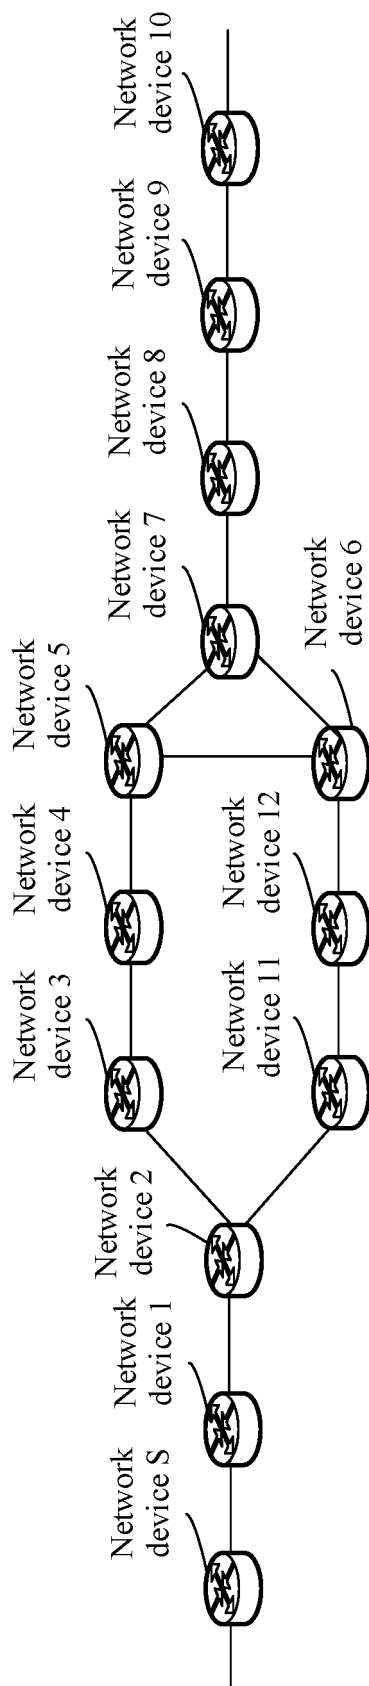 Network
device S
Network
device 1
Network
device 2
Network
device 3
Network
device 4
Network
device 5
Network
device 11
Network
device 12
Network
device 6
Network
device 7
Network
device 8
Network
device 9
Network
device 10